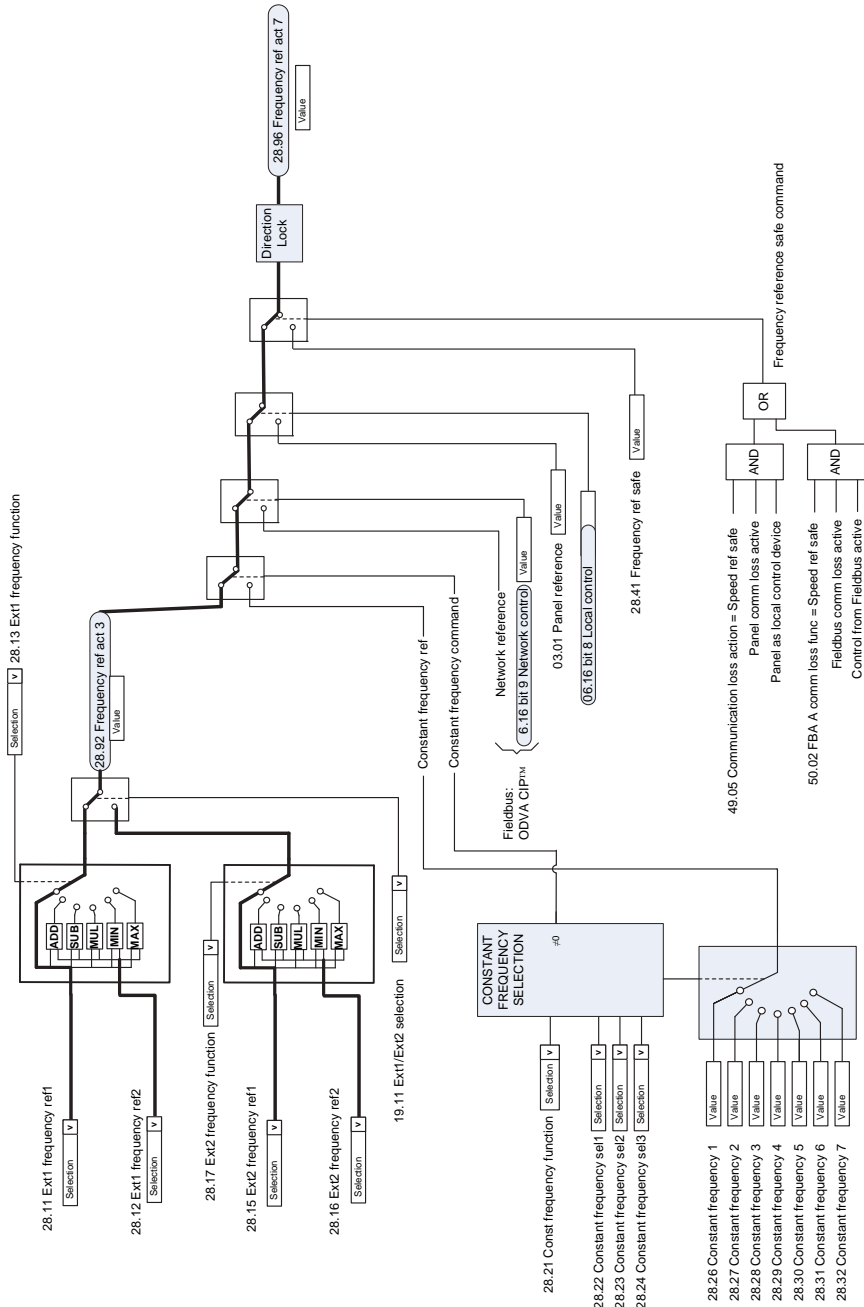 28.11 Ext1 frequency ref1
Selection v
28.12 Ext1 frequency ref2
Selection v
ADD
SUB
MUL
MIN
MAX
28.13 Ext1 frequency function
Selection v
28.17 Ext2 frequency function
Selection v
28.15 Ext2 frequency ref1
Selection v
28.16 Ext2 frequency ref2
Selection v
ADD
SUB
MUL
MIN
MAX
19.11 Ext1/Ext2 selection
Selection v
28.92 Frequency ref act 3
Value
28.21 Const frequency function
Selection v
28.22 Constant frequency sel1
Selection v
28.23 Constant frequency sel2
Selection v
28.24 Constant frequency sel3
Selection v
CONSTANT
FREQUENCY
SELECTION
≠0
28.26 Constant frequency 1
Value
28.27 Constant frequency 2
Value
28.28 Constant frequency 3
Value
28.29 Constant frequency 4
Value
28.30 Constant frequency 5
Value
28.31 Constant frequency 6
Value
28.32 Constant frequency 7
Value
Constant frequency ref
Constant frequency command
Fieldbus:
ODVA CIP™
Network reference
6.16 bit 9 Network control
Value
03.01 Panel reference
Value
06.16 bit 8 Local control
28.41 Frequency ref safe
Value
49.05 Communication loss action = Speed ref safe
Panel comm loss active
Panel as local control device
AND
50.02 FBA A comm loss func = Speed ref safe
Fieldbus comm loss active
Control from Fieldbus active
AND
OR
Frequency reference safe command
Direction
Lock
28.96 Frequency ref act 7
Value